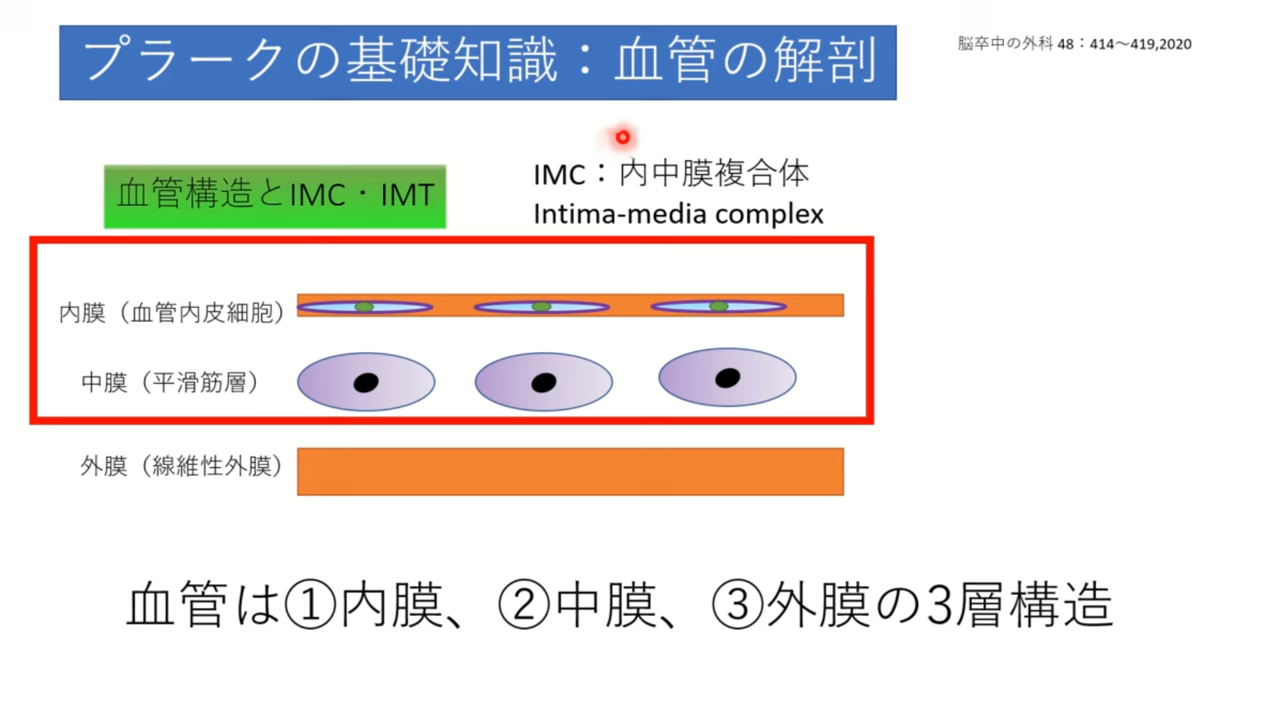 プラークの基礎知識：血管の解剖
脳卒中の外科 48：414～419,2020
血管構造とIMC・IMT
IMC：内中膜複合体
Intima-media complex
内膜（血管内皮細胞）
中膜（平滑筋層）
外膜（線維性外膜）
血管は①内膜、②中膜、③外膜の3層構造